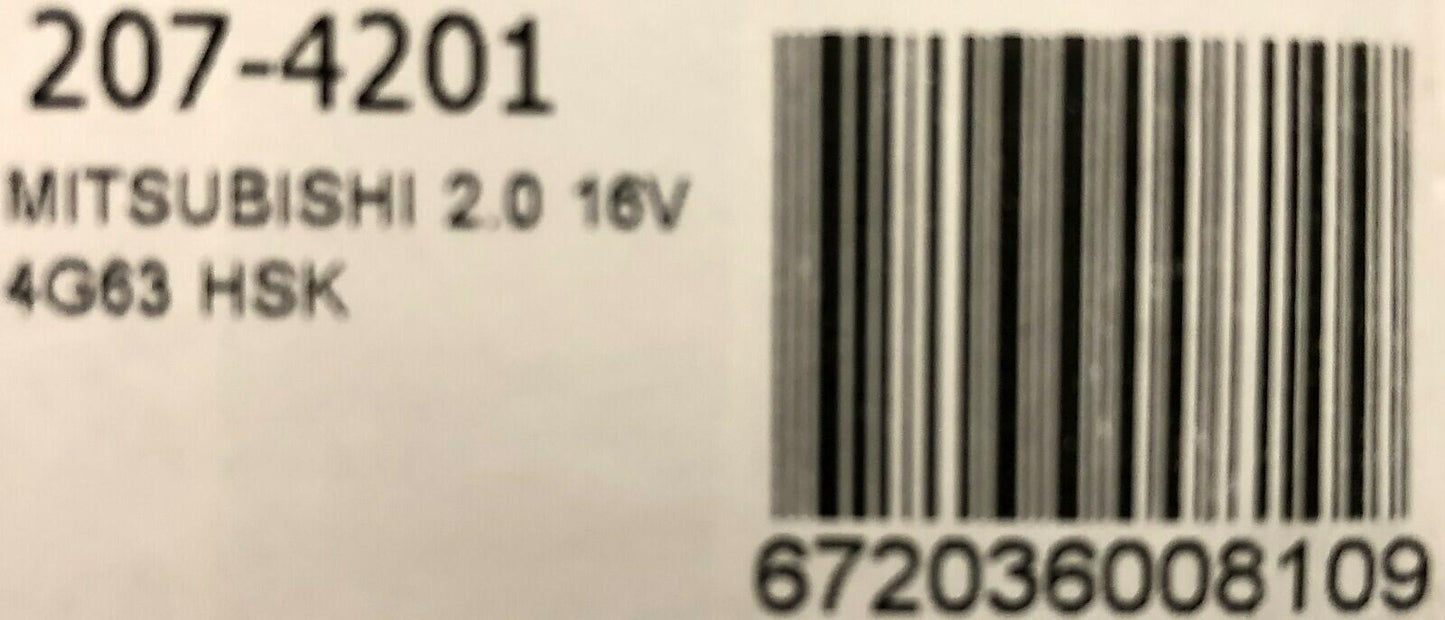 207-4201
MITSUBISHI 2.0 16V
4G63 HSK
672036008109